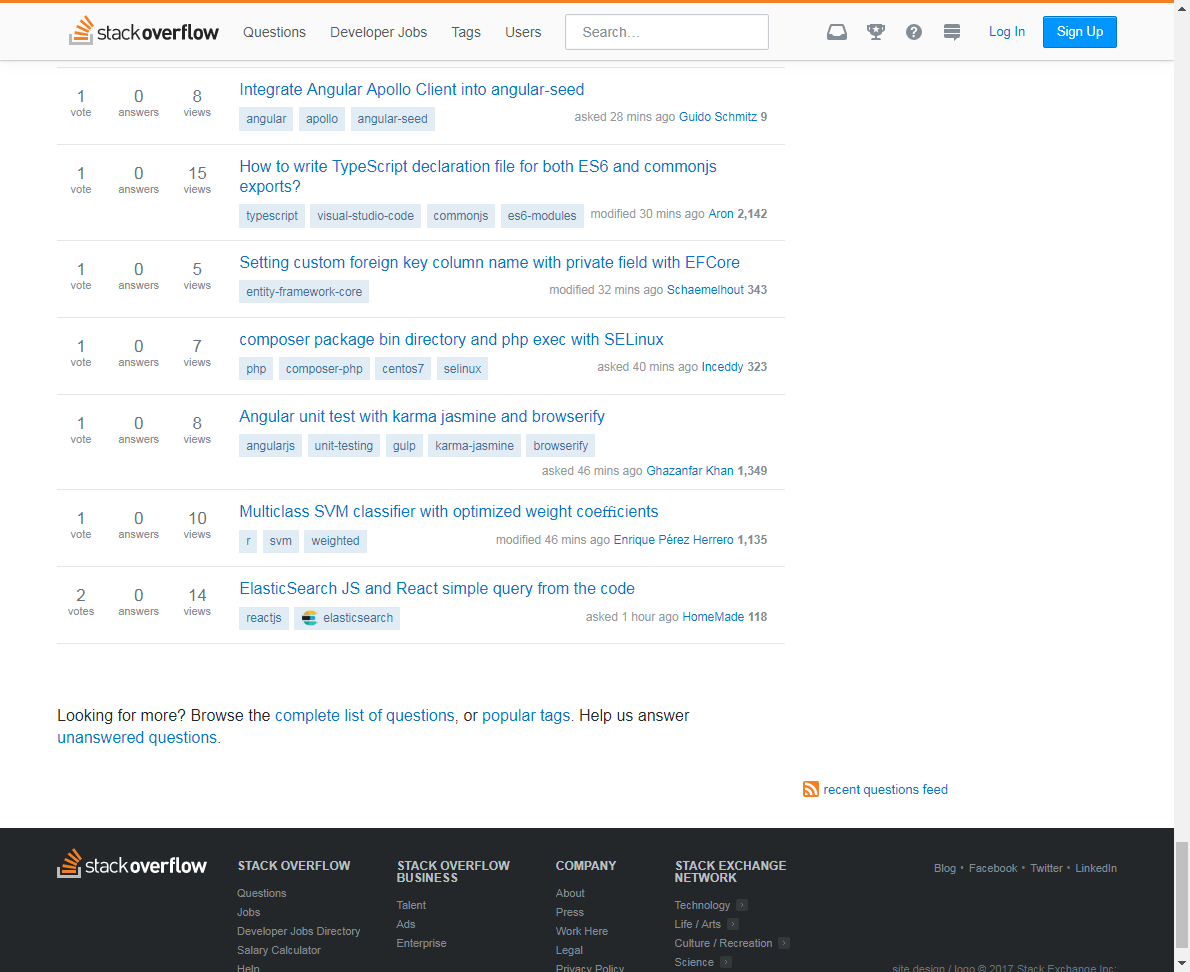 stackoverflow Questions Developer Jobs Tags Users Search... Log In Sign Up
1 vote 0 answers 8 views
Integrate Angular Apollo Client into angular-seed
angular apollo angular-seed
asked 28 mins ago Guido Schmitz 9
1 vote 0 answers 15 views
How to write TypeScript declaration file for both ES6 and commonjs
exports?
typescript visual-studio-code commonjs es6-modules
modified 30 mins ago Aron 2,142
1 vote 0 answers 5 views
Setting custom foreign key column name with private field with EFCore
entity-framework-core
modified 32 mins ago Schaemelhout 343
1 vote 0 answers 7 views
composer package bin directory and php exec with SELinux
php composer-php centos7 selinux
asked 40 mins ago Inceddy 323
1 vote 0 answers 8 views
Angular unit test with karma jasmine and browserify
angularjs unit-testing gulp karma-jasmine browserify
asked 46 mins ago Ghazanfar Khan 1,349
1 vote 0 answers 10 views
Multiclass SVM classifier with optimized weight coefficients
r svm weighted
modified 46 mins ago Enrique Pérez Herrero 1,135
2 votes 0 answers 14 views
ElasticSearch JS and React simple query from the code
reactjs elasticsearch
asked 1 hour ago HomeMade 118
Looking for more? Browse the complete list of questions, or popular tags. Help us answer
unanswered questions.
recent questions feed
stackoverflow
STACK OVERFLOW
Questions
Jobs
Developer Jobs Directory
Salary Calculator
Help
STACK OVERFLOW
BUSINESS
Talent
Ads
Enterprise
COMPANY
About
Press
Work Here
Legal
Privacy Policy
STACK EXCHANGE
NETWORK
Technology
Life / Arts
Culture / Recreation
Science
Blog • Facebook • Twitter • LinkedIn
site design / logo © 2017 Stack Exchange Inc;